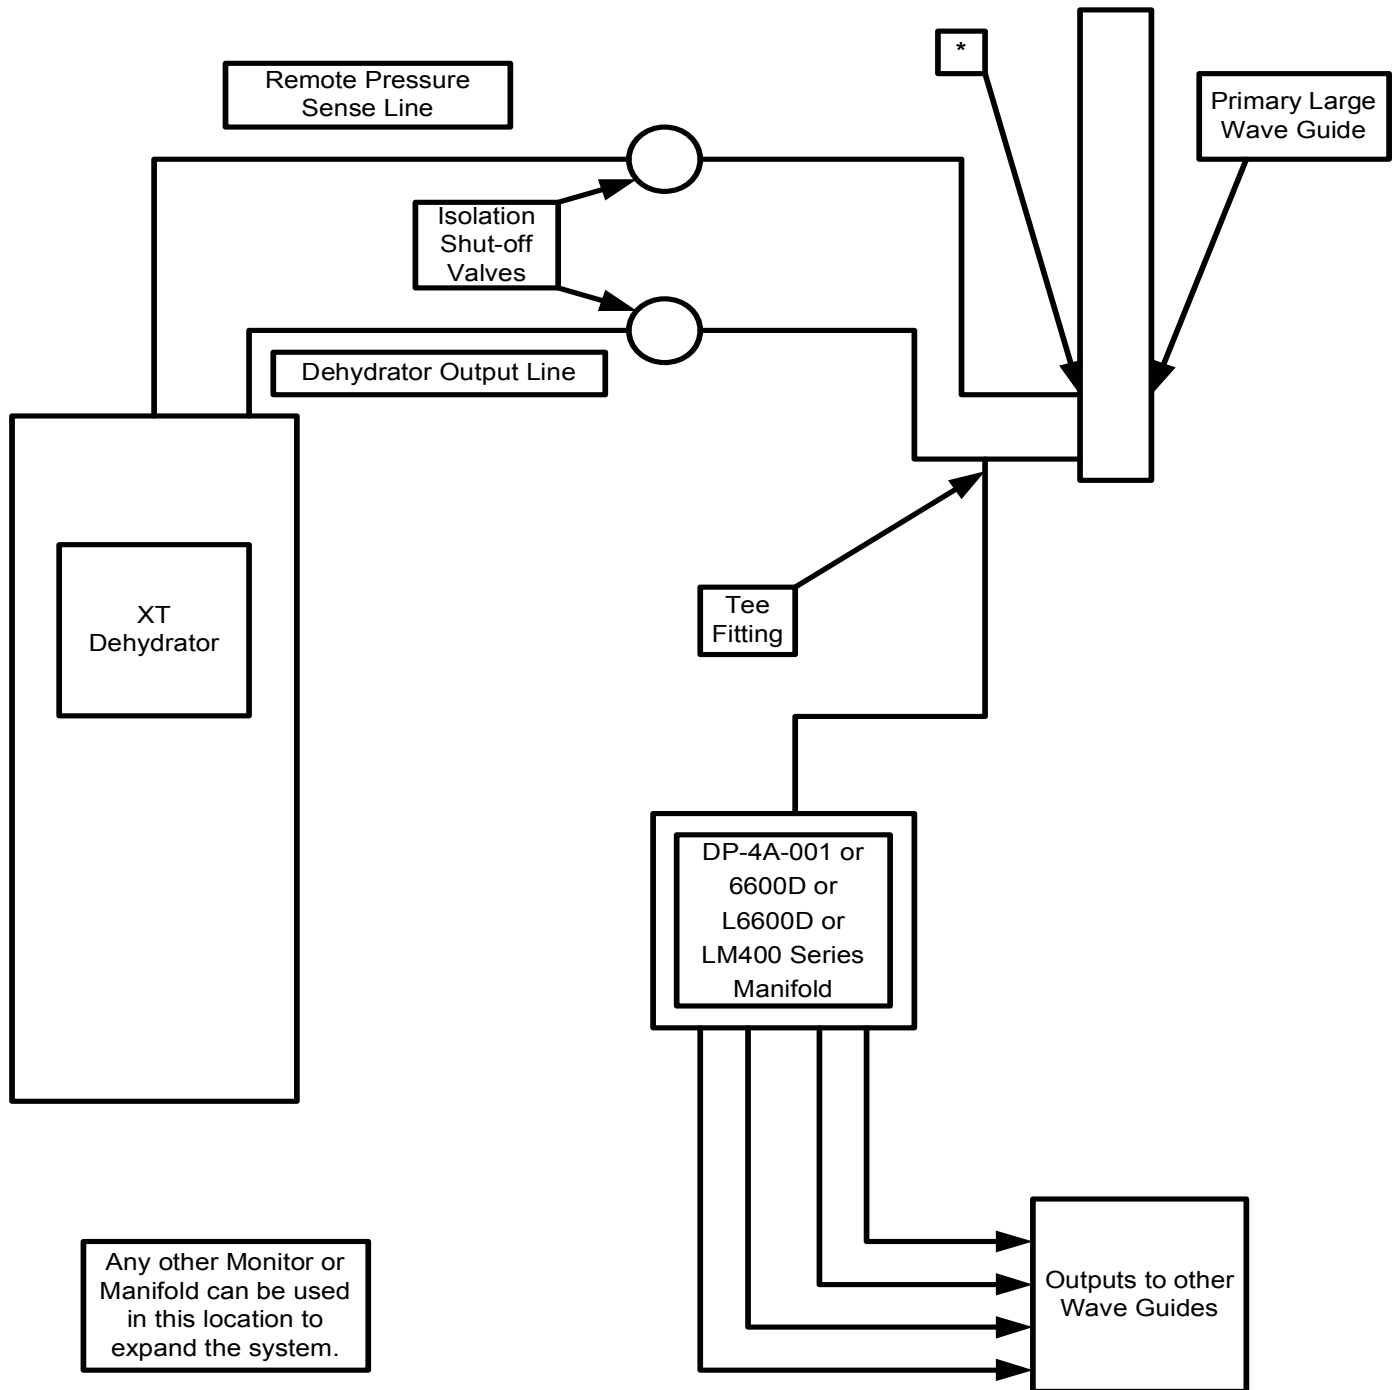 *
Remote Pressure
Sense Line
Primary Large
Wave Guide
Isolation
Shut-off
Valves
Dehydrator Output Line
XT
Dehydrator
Tee
Fitting
DP-4A-001 or
6600D or
L6600D or
LM400 Series
Manifold
Any other Monitor or
Manifold can be used
in this location to
expand the system.
Outputs to other
Wave Guides